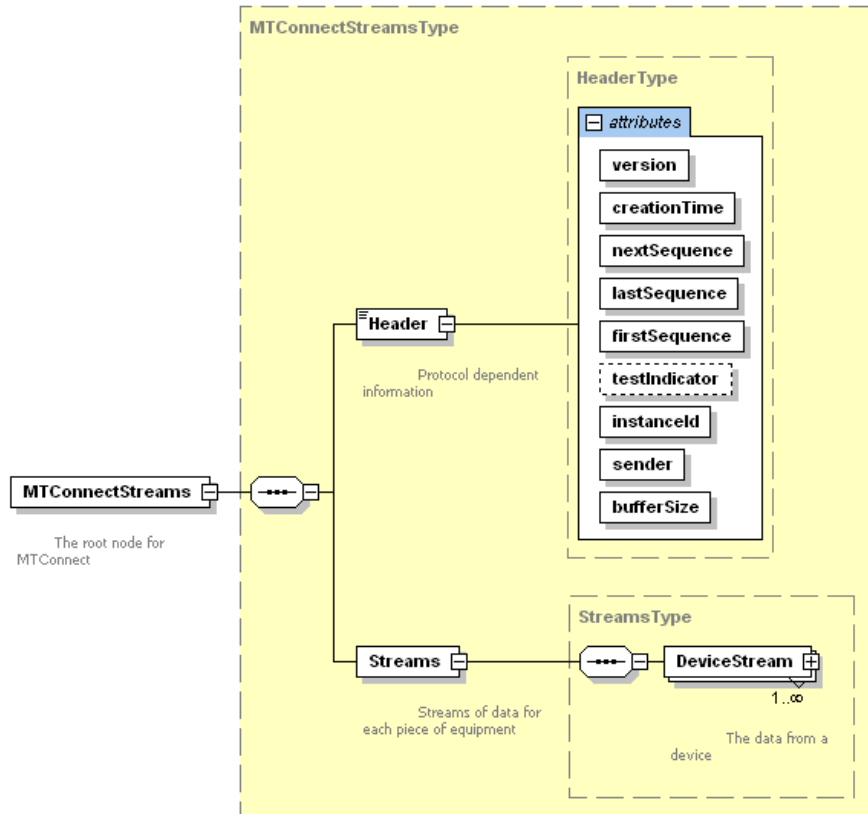 MTConnectStreamsType
HeaderType
attributes
version
creationTime
nextSequence
lastSequence
firstSequence
testIndicator
instanceId
sender
bufferSize
Header
Protocol dependent
information
MTConnectStreams
The root node for
MTConnect
StreamsType
Streams
DeviceStream
1..∞
Streams of data for
each piece of equipment
The data from a
device